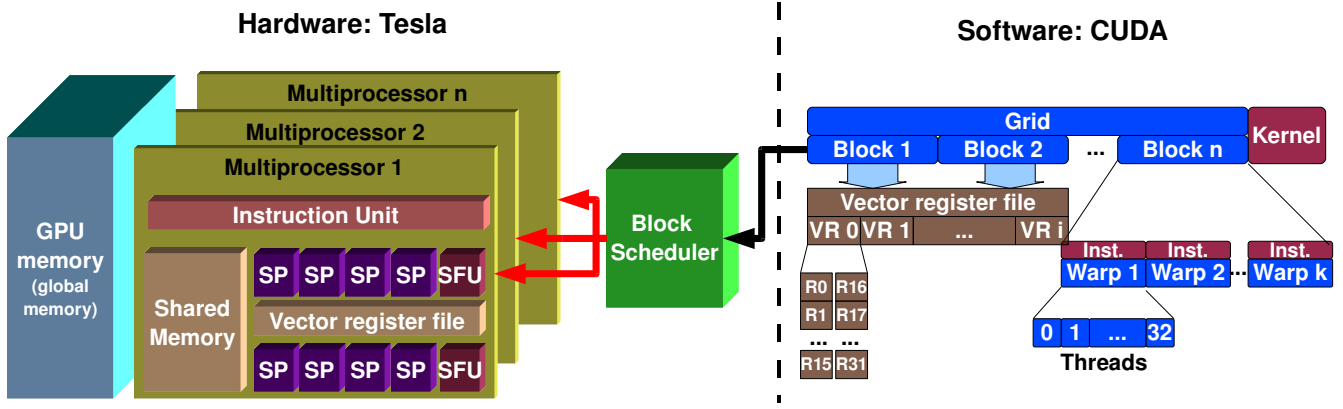 Hardware: Tesla
Software: CUDA
Multiprocessor n
Multiprocessor 2
Multiprocessor 1
Instruction Unit
GPU
memory
(global
memory)
Shared
Memory
SP SP SP SP SFU
Vector register file
SP SP SP SP SFU
Block
Scheduler
Grid
Kernel
Block 1 Block 2 ... Block n
Vector register file
VR 0 VR 1 ... VR i
Inst. Inst. Inst.
Warp 1 Warp 2 ... Warp k
R0 R16
R1 R17
... ...
R15 R31
0 1 ... 32
Threads